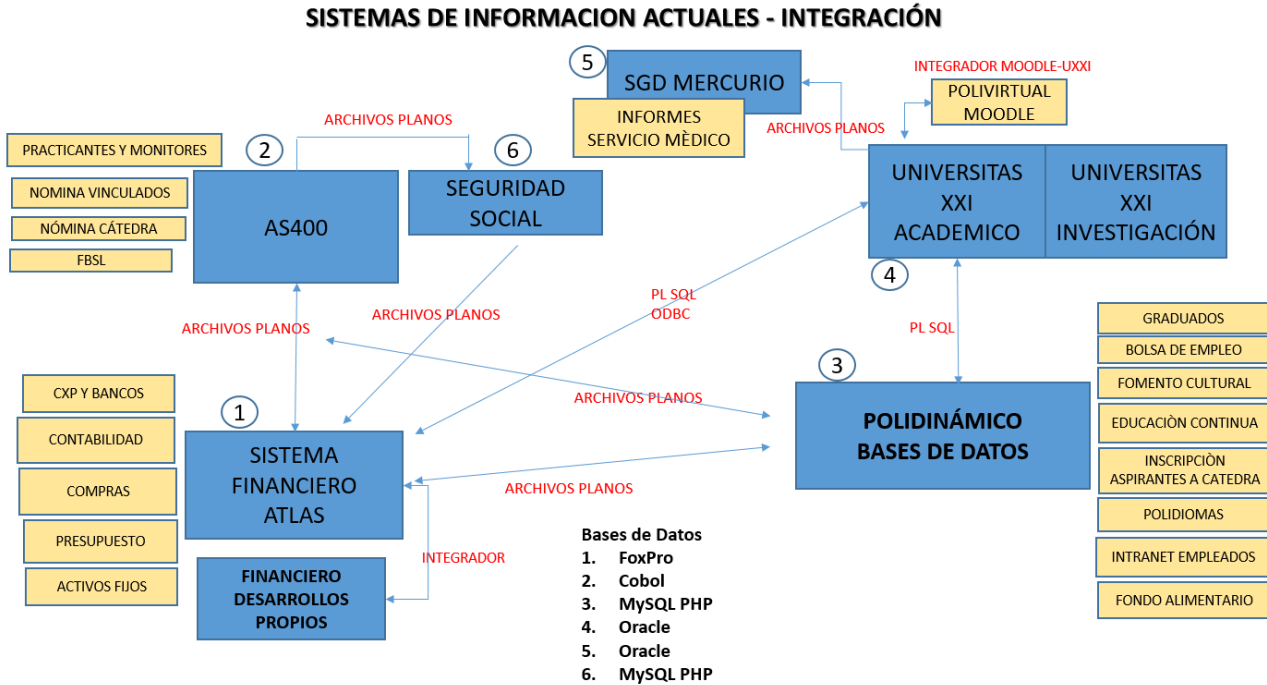 SISTEMAS DE INFORMACION ACTUALES - INTEGRACIÓN
5
SGD MERCURIO
INFORMES
SERVICIO MÈDICO
INTEGRADOR MOODLE-UXXI
POLIVIRTUAL
MOODLE
ARCHIVOS PLANOS
ARCHIVOS PLANOS
PRACTICANTES Y MONITORES
NOMINA VINCULADOS
NÓMINA CÁTEDRA
FBSL
2
AS400
6
SEGURIDAD
SOCIAL
UNIVERSITAS
XXI
ACADEMICO
UNIVERSITAS
XXI
INVESTIGACIÓN
4
ARCHIVOS PLANOS
ARCHIVOS PLANOS
PL SQL
ODBC
PL SQL
ARCHIVOS PLANOS
ARCHIVOS PLANOS
CXP Y BANCOS
CONTABILIDAD
COMPRAS
PRESUPUESTO
ACTIVOS FIJOS
1
SISTEMA
FINANCIERO
ATLAS
INTEGRADOR
FINANCIERO
DESARROLLOS
PROPIOS
3
POLIDINÁMICO
BASES DE DATOS
GRADUADOS
BOLSA DE EMPLEO
FOMENTO CULTURAL
EDUCACIÒN CONTINUA
INSCRIPCIÒN
ASPIRANTES A CATEDRA
POLIDIOMAS
INTRANET EMPLEADOS
FONDO ALIMENTARIO
Bases de Datos
1. FoxPro
2. Cobol
3. MySQL PHP
4. Oracle
5. Oracle
6. MySQL PHP